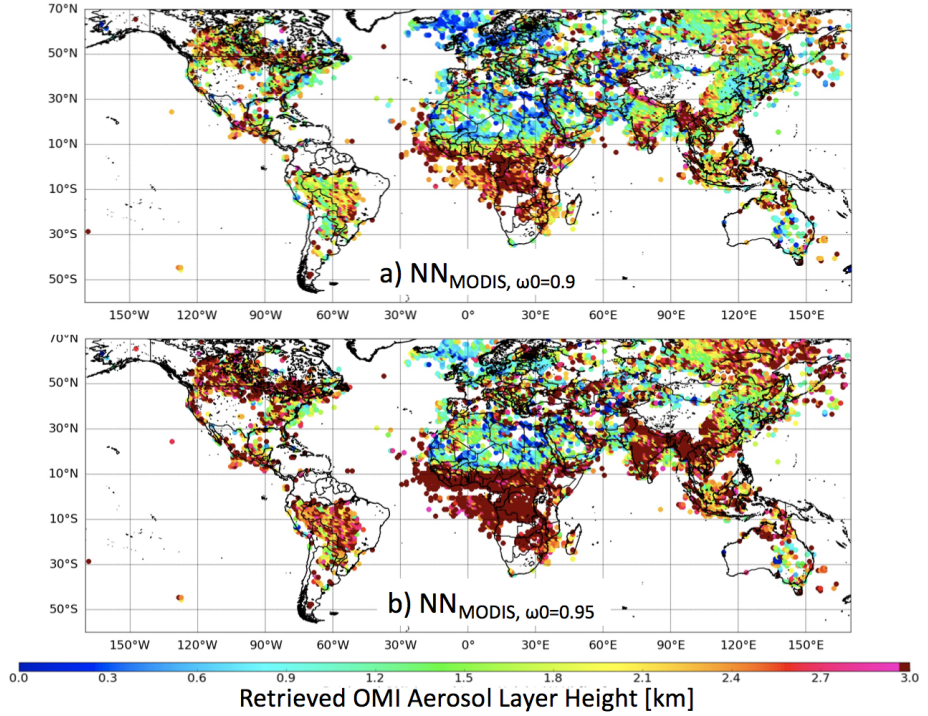 70°N
50°N
30°N
10°N
10°S
30°S
50°S
a) NNMODIS, ω0=0.9
150°W 120°W 90°W 60°W 30°W 0° 30°E 60°E 90°E 120°E 150°E
70°N
50°N
30°N
10°N
10°S
30°S
50°S
b) NNMODIS, ω0=0.95
150°W 120°W 90°W 60°W 30°W 0° 30°E 60°E 90°E 120°E 150°E
0.0 0.3 0.6 0.9 1.2 1.5 1.8 2.1 2.4 2.7 3.0
Retrieved OMI Aerosol Layer Height [km]